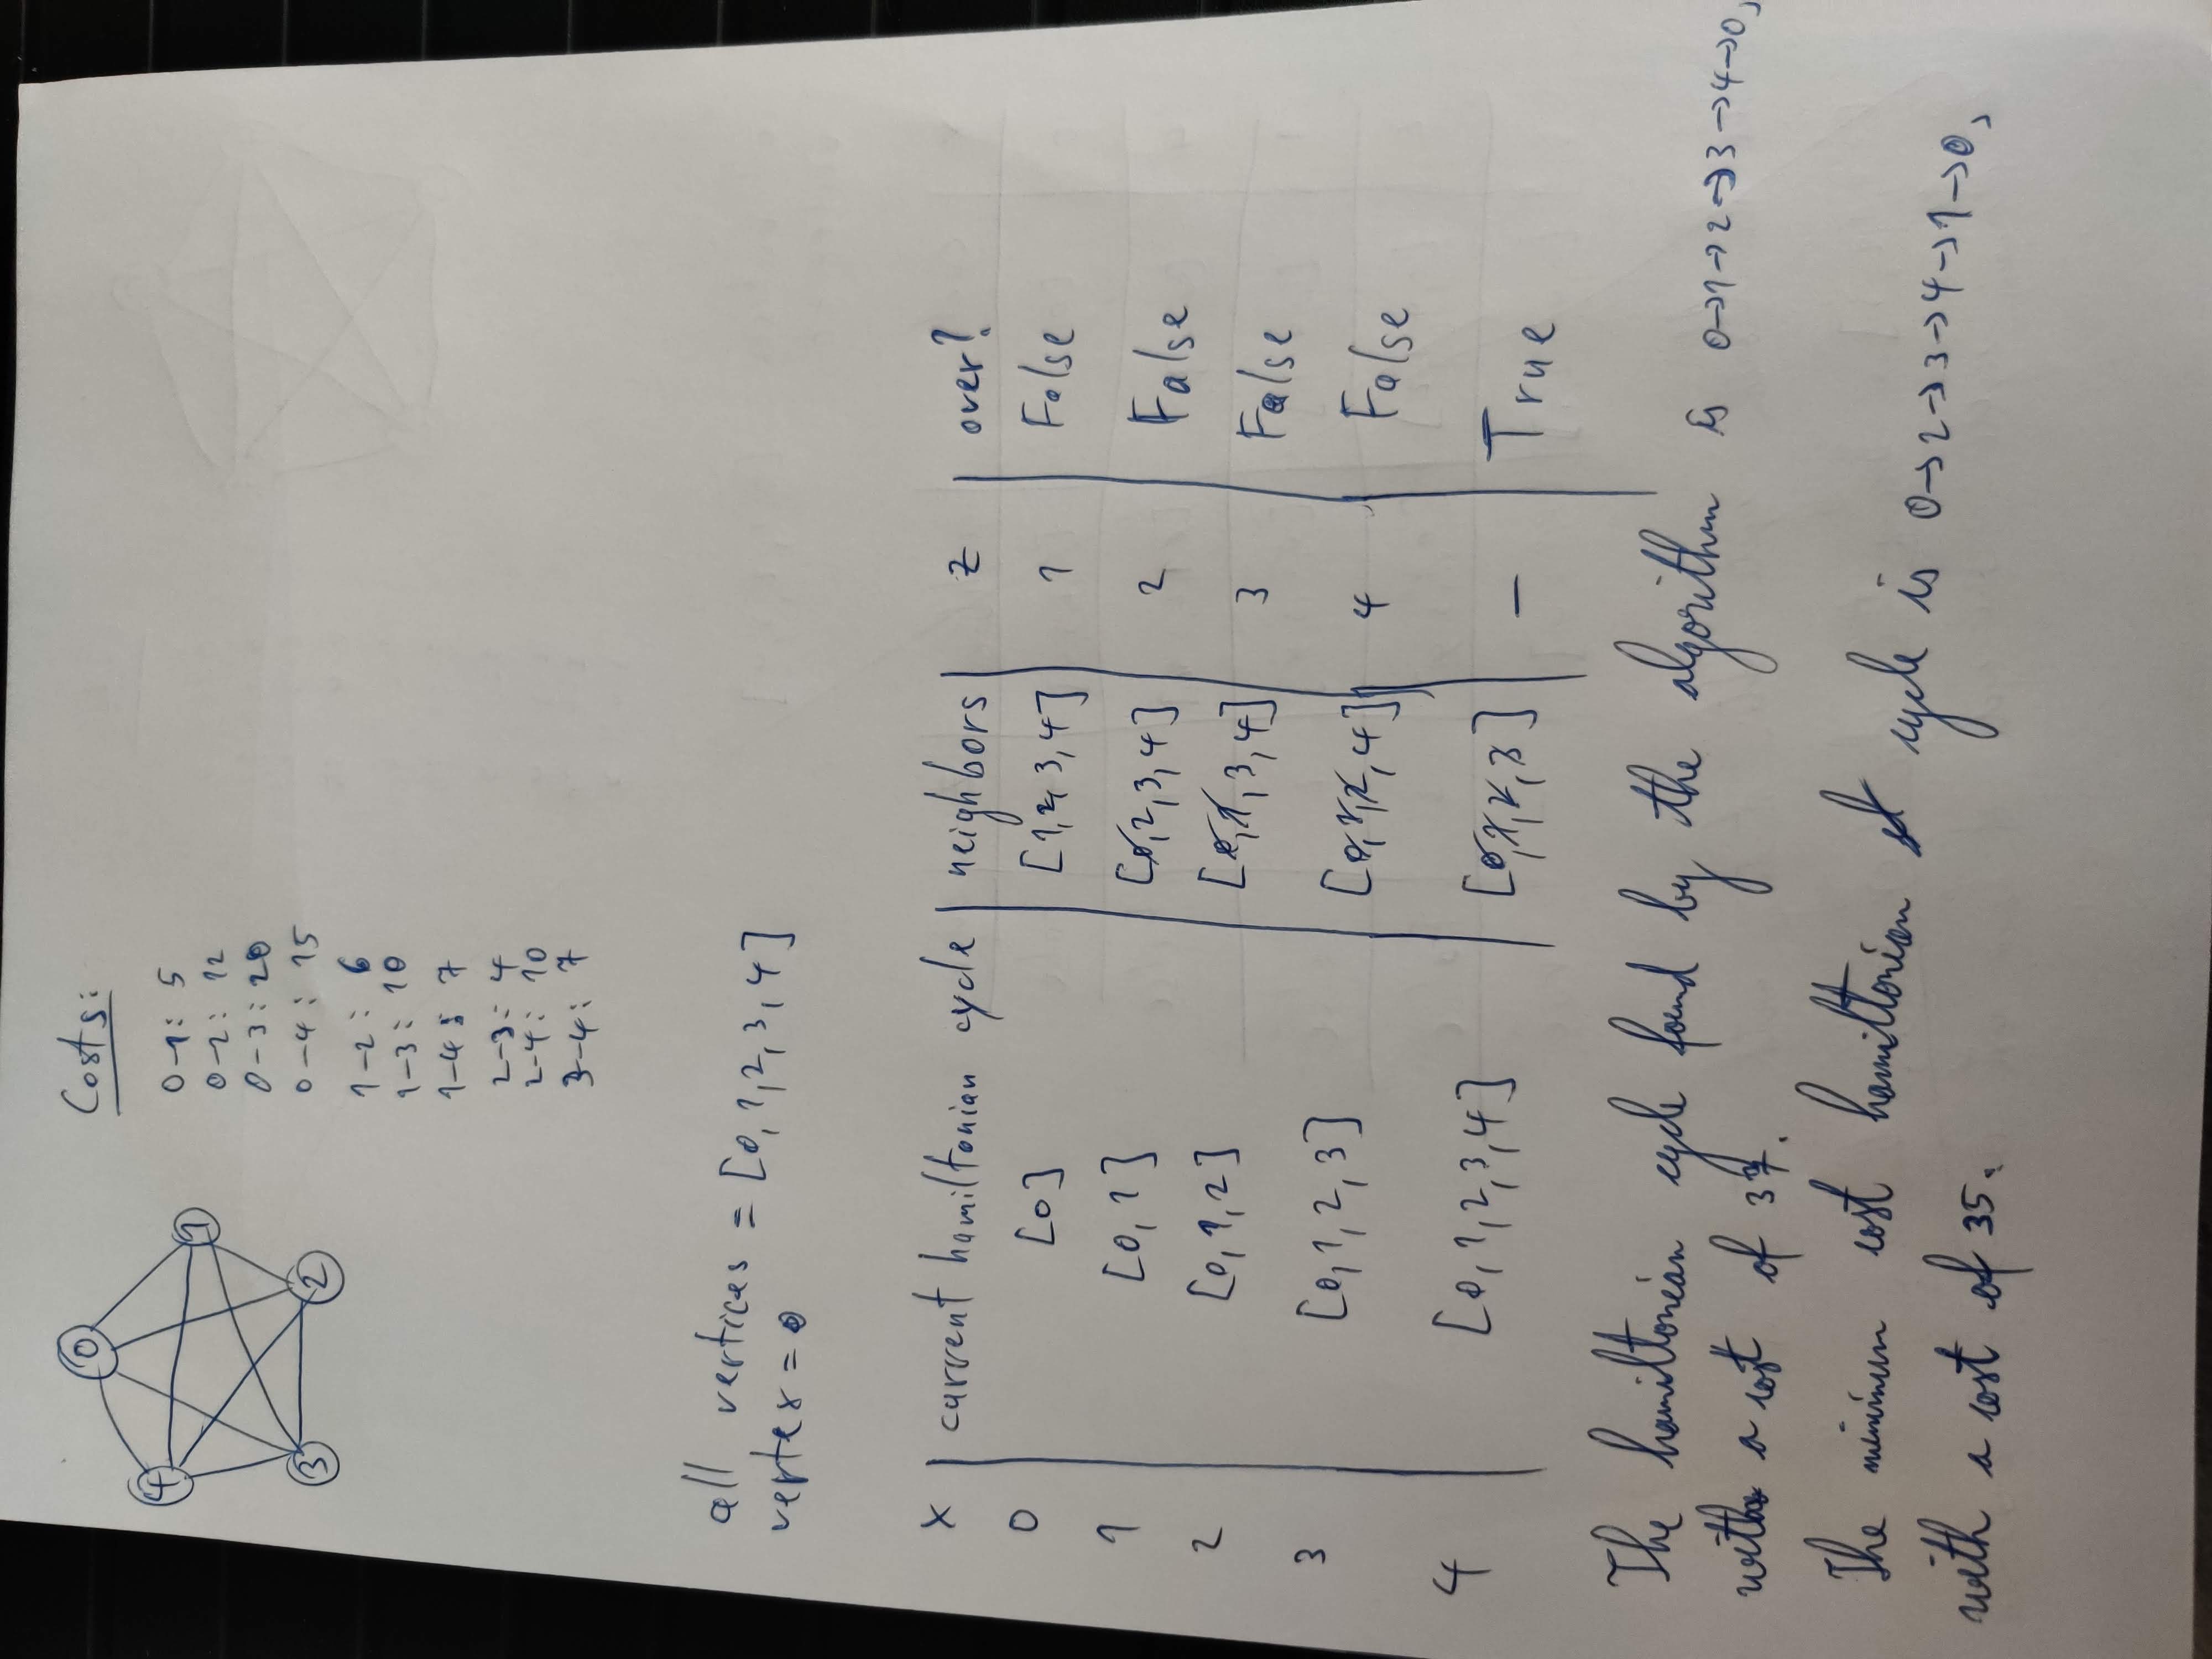 0
4
1
3
2
Costs:
0-1: 5
0-2: 12
0-3: 20
0-4: 15
1-2: 6
1-3: 10
1-4: 7
2-3: 4
2-4: 10
3-4: 7
all vertices = [0,1,2,3,4]
vertex = 0
x | current hamiltonian cycle | neighbors | z | over?
0 | [0] | [1,2,3,4] | 1 | False
1 | [0,1] | [0,2,3,4] | 2 | False
2 | [0,1,2] | [0,1,3,4] | 3 | False
3 | [0,1,2,3] | [0,1,2,4] | 4 | False
4 | [0,1,2,3,4] | [0,1,2,3] | – | True
The hamiltonian cycle found by the algorithm is 0→1→2→3→4→0,
with a cost of 37.
The minimum cost hamiltonian cycle is 0→2→3→4→1→0,
with a cost of 35.